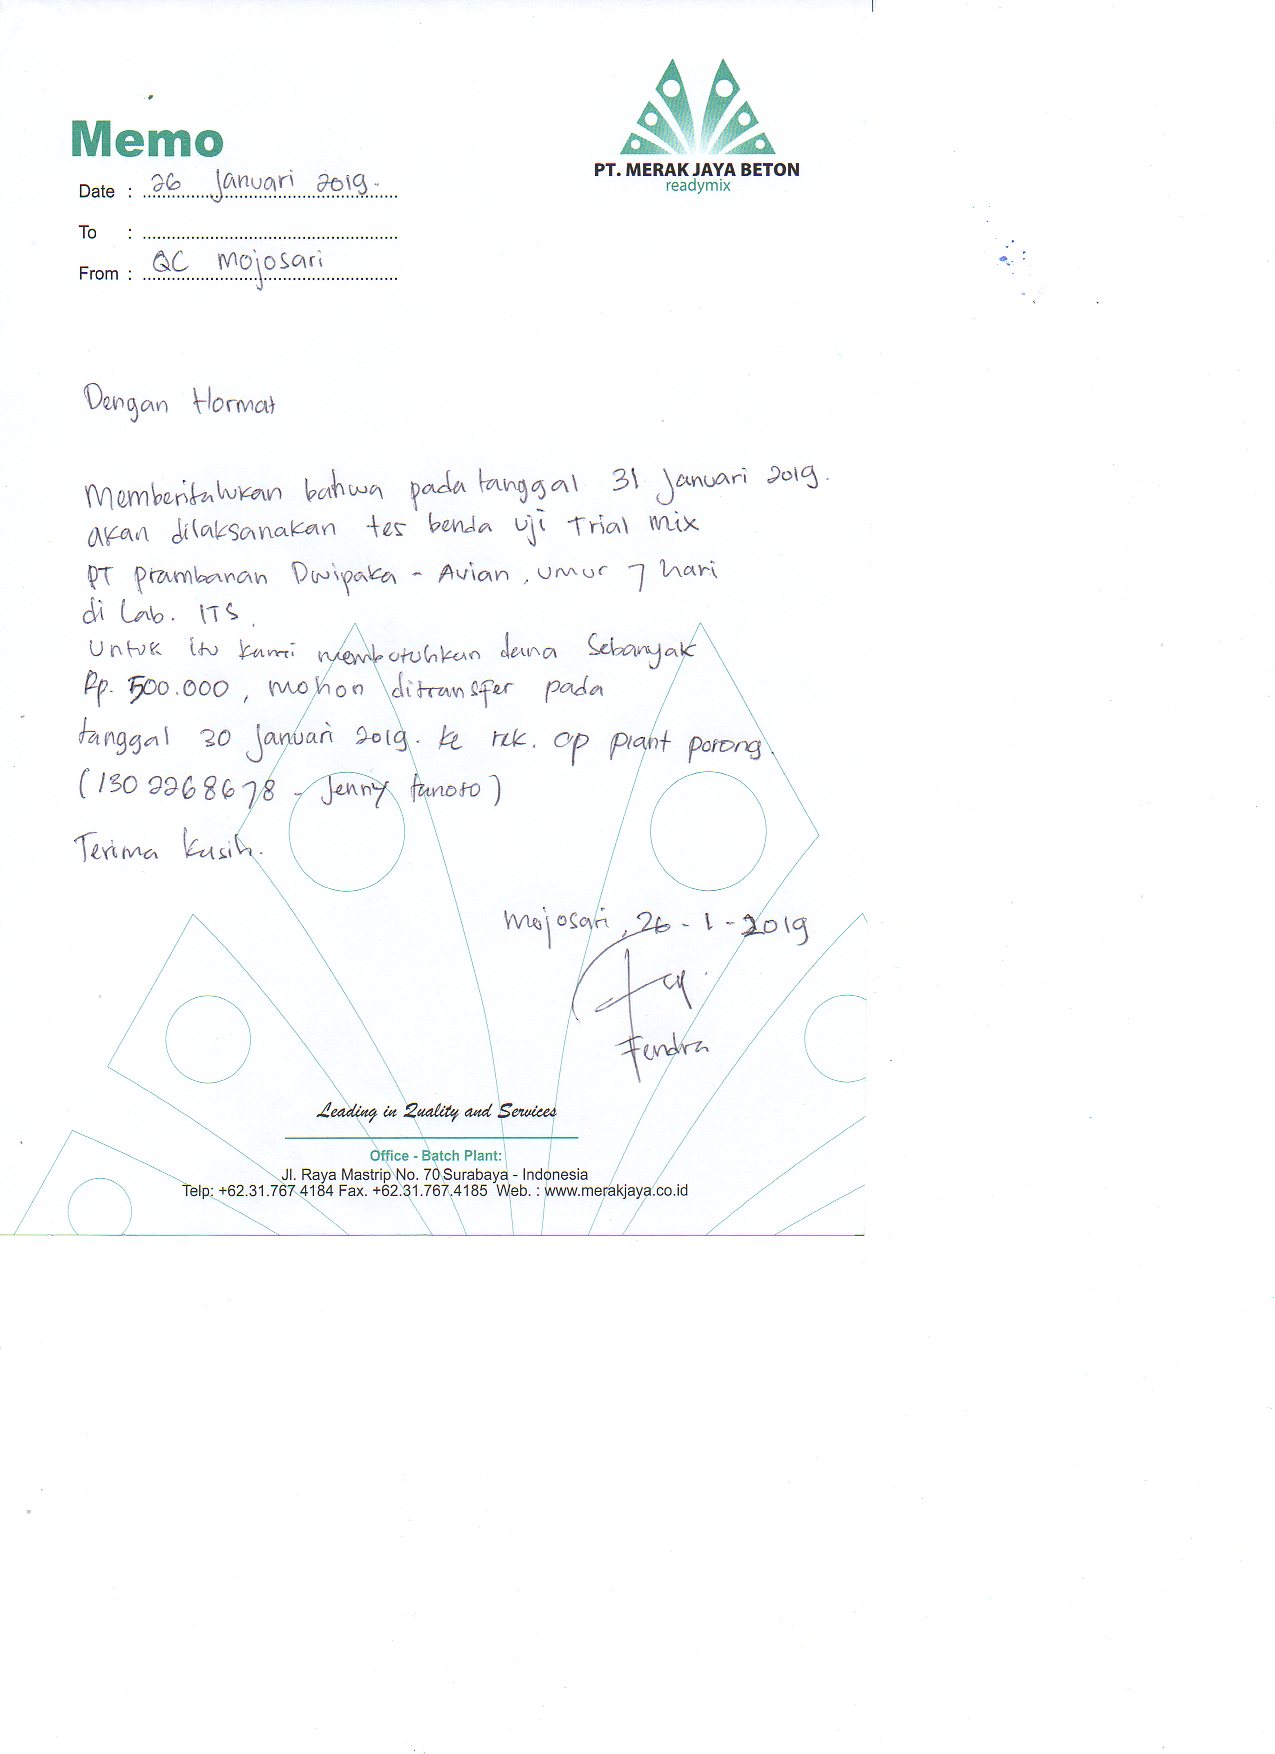 Memo
PT. MERAK JAYA BETON
readymix
Date : 26 Januari 2019.
To :
From : QC Mojosari
Dengan Hormat
Memberitahukan bahwa pada tanggal 31 Januari 2019.
akan dilaksanakan tes benda uji Trial Mix
PT prambanan Dwipaka - Avian, umur 7 hari
di Lab. ITS.
Untuk itu kami membutuhkan dana Sebanyak
Rp. 500.000, mohon ditransfer pada
tanggal 30 Januari 2019. ke rek. op plant porong.
(130 2268678 - Jenny tanoto)
Terima Kasih.
Mojosari, 26 - 1 - 2019
Fendra
Leading in Quality and Services
Office - Batch Plant:
Jl. Raya Mastrip No. 70 Surabaya - Indonesia
Telp: +62.31.767 4184 Fax. +62.31.767.4185 Web. : www.merakjaya.co.id